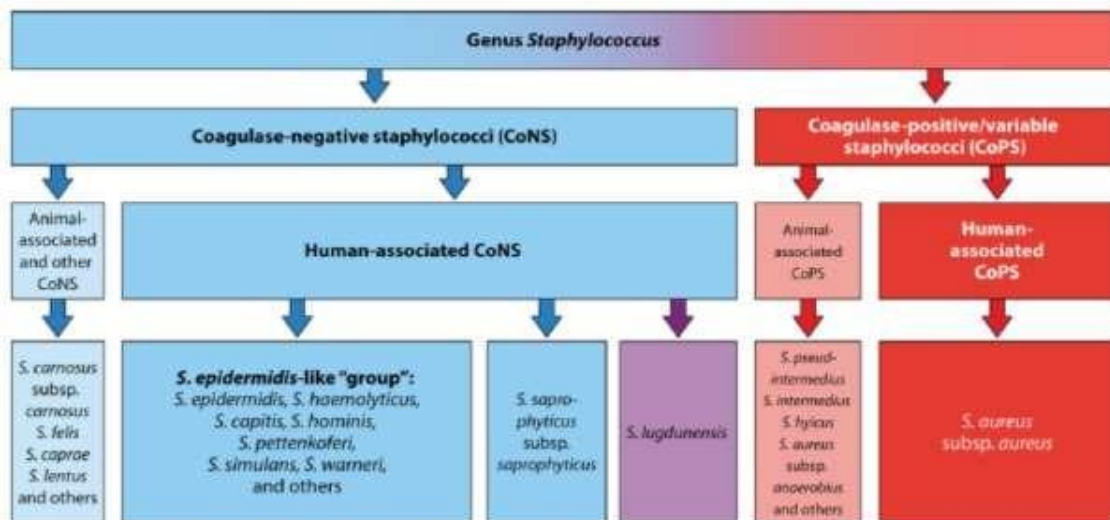 Genus Staphylococcus
Coagulase-negative staphylococci (CoNS)
Coagulase-positive/variable
staphylococci (CoPS)
Animal-
associated
and other
CoNS
Human-associated CoNS
Animal-
associated
CoPS
Human-
associated
CoPS
S. carnosus
subsp.
carnosus
S. felis
S. caprae
S. lentus
and others
S. epidermidis-like "group":
S. epidermidis, S. haemolyticus,
S. capitis, S. hominis,
S. pettenkoferi,
S. simulans, S. warneri,
and others
S. sapro-
phyticus
subsp.
saprophyticus
S. lugdunensis
S. pseud-
intermedius
S. intermedius
S. hyicus
S. aureus
subsp.
anaerobius
and others
S. aureus
subsp. aureus